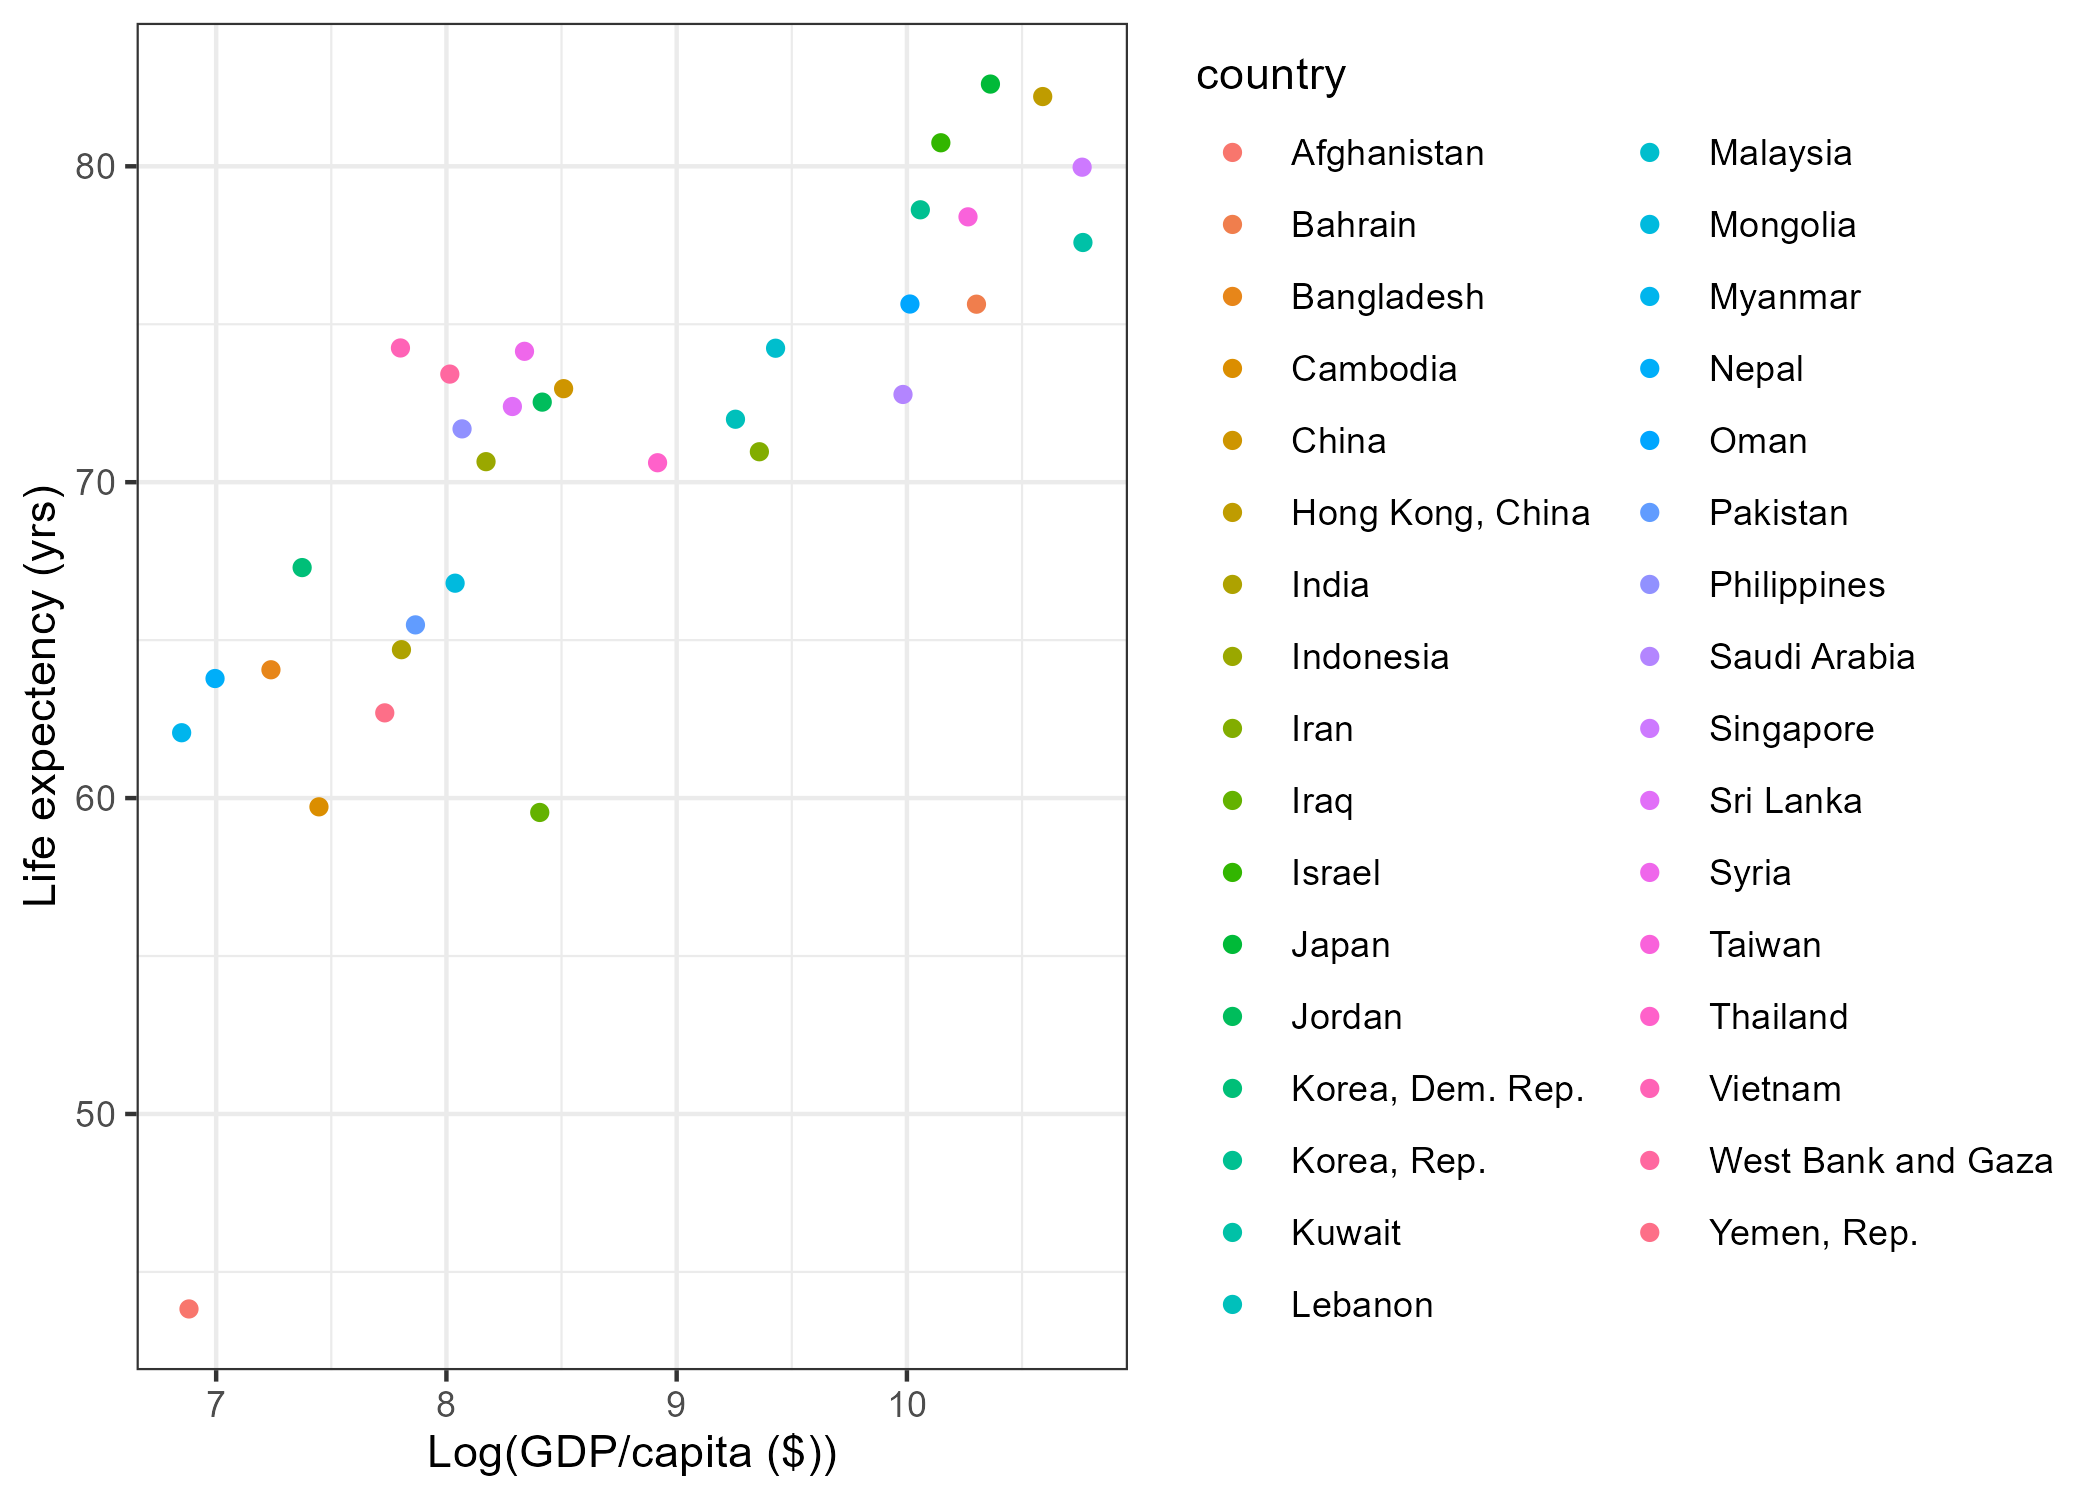 country
Afghanistan
Bahrain
Bangladesh
Cambodia
China
Hong Kong, China
India
Indonesia
Iran
Iraq
Israel
Japan
Jordan
Korea, Dem. Rep.
Korea, Rep.
Kuwait
Lebanon
Malaysia
Mongolia
Myanmar
Nepal
Oman
Pakistan
Philippines
Saudi Arabia
Singapore
Sri Lanka
Syria
Taiwan
Thailand
Vietnam
West Bank and Gaza
Yemen, Rep.
Life expectency (yrs)
80
70
60
50
7 8 9 10
Log(GDP/capita ($))